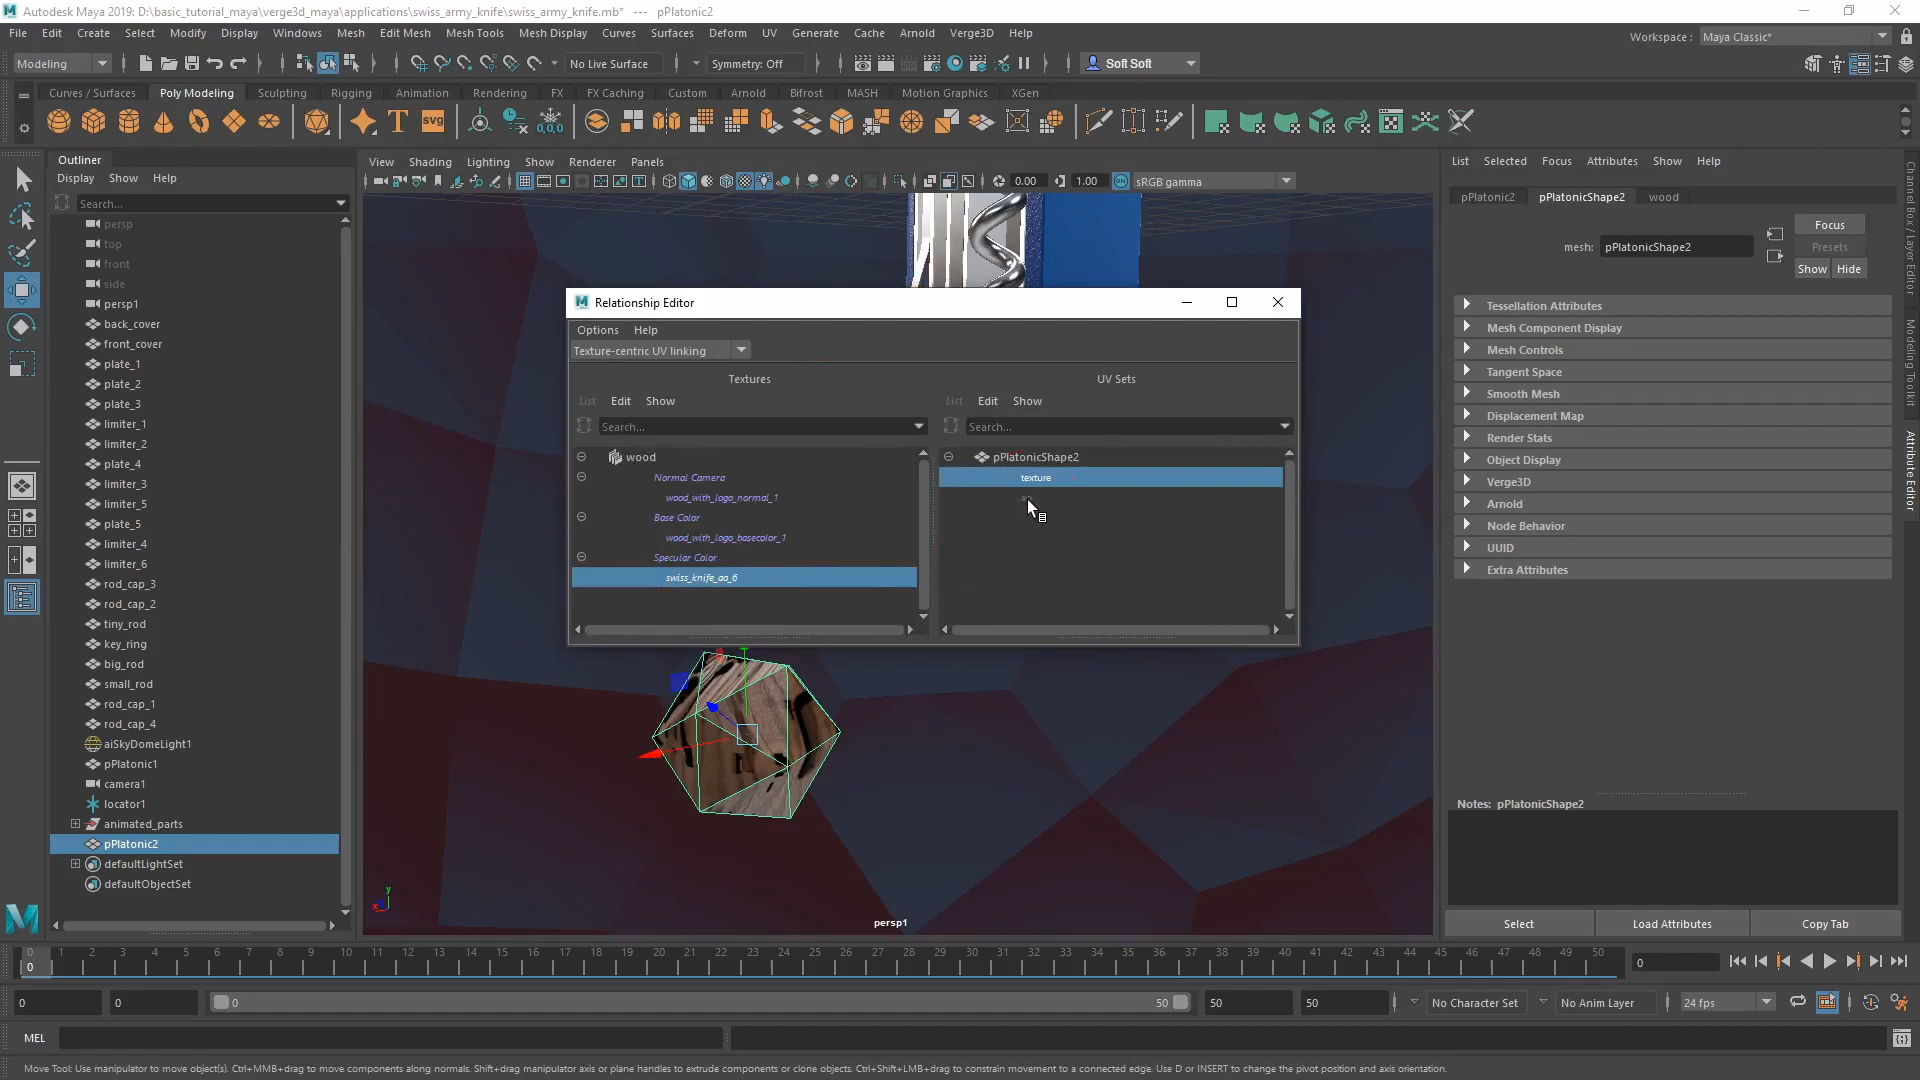 Autodesk Maya 2019: D:\basic_tutorial_maya\verge3d_maya\applications\swiss_army_knife\swiss_army_knife.mb*   ---   pPlatonic2
File Edit Create Select Modify Display Windows Mesh Edit Mesh Mesh Tools Mesh Display Curves Surfaces Deform UV Generate Cache Arnold Verge3D Help
Workspace : Maya Classic*
Modeling No Live Surface Symmetry: Off Soft Soft
Curves / Surfaces Poly Modeling Sculpting Rigging Animation Rendering FX FX Caching Custom Arnold Bifrost MASH Motion Graphics XGen
T svg 0,0,0
Outliner
Display Show Help
Search...
persp
top
front
side
persp1
back_cover
front_cover
plate_1
plate_2
plate_3
limiter_1
limiter_2
plate_4
limiter_3
limiter_5
plate_5
limiter_4
limiter_6
rod_cap_3
rod_cap_2
tiny_rod
key_ring
big_rod
small_rod
rod_cap_1
rod_cap_4
aiSkyDomeLight1
pPlatonic1
camera1
locator1
animated_parts
pPlatonic2
defaultLightSet
defaultObjectSet
View Shading Lighting Show Renderer Panels
0.00 1.00 ON sRGB gamma
Relationship Editor
Options Help
Texture-centric UV linking
Textures
List Edit Show
Search...
wood
Normal Camera
wood_with_logo_normal_1
Base Color
wood_with_logo_basecolor_1
Specular Color
swiss_knife_ao_6
UV Sets
List Edit Show
Search...
pPlatonicShape2
texture
y
x
persp1
List Selected Focus Attributes Show Help
pPlatonic2 pPlatonicShape2 wood
mesh: pPlatonicShape2
Focus
Presets
Show Hide
Tessellation Attributes
Mesh Component Display
Mesh Controls
Tangent Space
Smooth Mesh
Displacement Map
Render Stats
Object Display
Verge3D
Arnold
Node Behavior
UUID
Extra Attributes
Notes: pPlatonicShape2
Select Load Attributes Copy Tab
Channel Box / Layer Editor
Modeling Toolkit
Attribute Editor
0 1 2 3 4 5 6 7 8 9 10 11 12 13 14 15 16 17 18 19 20 21 22 23 24 25 26 27 28 29 30 31 32 33 34 35 36 37 38 39 40 41 42 43 44 45 46 47 48 49 50
0 0
0 0 0 50 50 50 No Character Set No Anim Layer 24 fps
MEL
Move Tool: Use manipulator to move object(s). Ctrl+MMB+drag to move components along normals. Shift+drag manipulator axis or plane handles to extrude components or clone objects. Ctrl+Shift+LMB+drag to constrain movement to a connected edge. Use D or INSERT to change the pivot position and axis orientation.